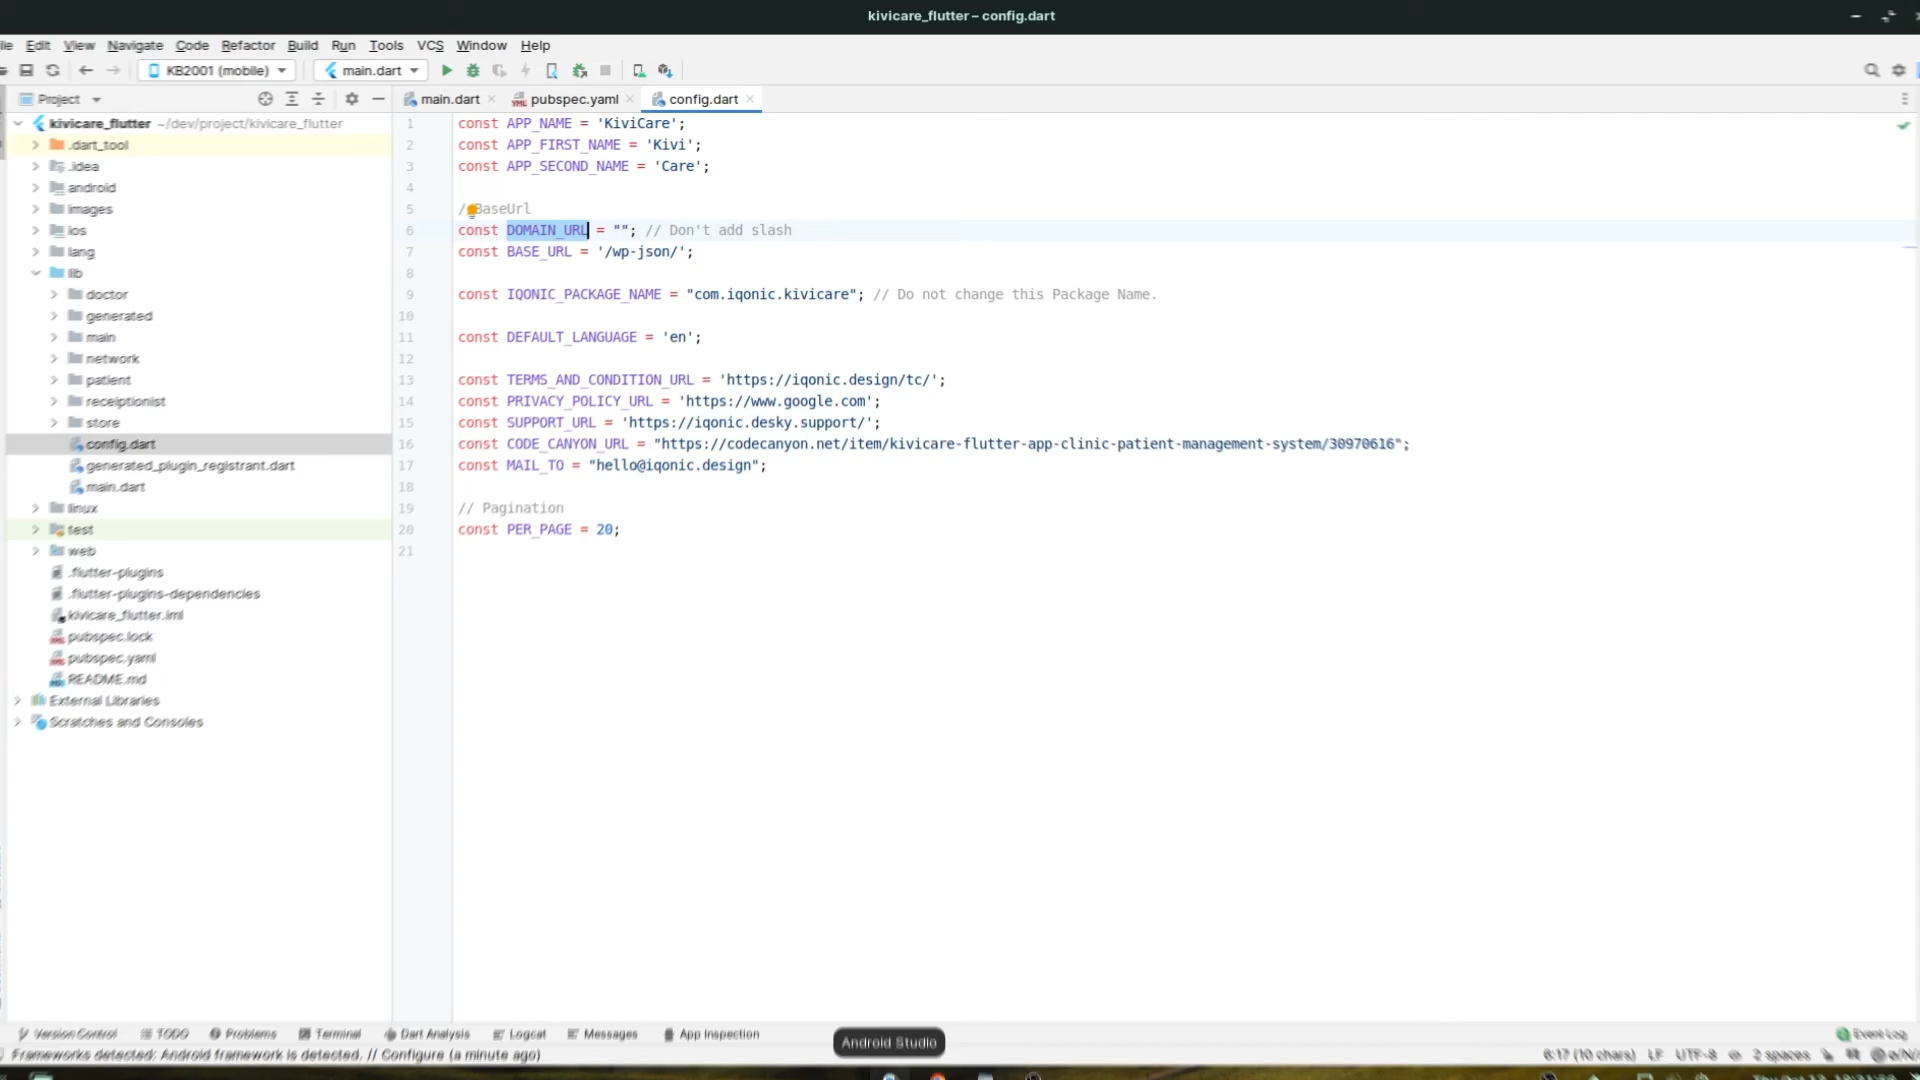 kivicare_flutter – config.dart
Edit View Navigate Code Refactor Build Run Tools VCS Window Help
KB2001 (mobile) main.dart
Project main.dart pubspec.yaml config.dart
kivicare_flutter ~/dev/project/kivicare_flutter
.dart_tool
.idea
android
images
ios
lang
lib
doctor
generated
main
network
patient
receiptionist
store
config.dart
generated_plugin_registrant.dart
main.dart
linux
test
web
.flutter-plugins
.flutter-plugins-dependencies
kivicare_flutter.iml
pubspec.lock
pubspec.yaml
README.md
External Libraries
Scratches and Consoles
1 const APP_NAME = 'KiviCare';
2 const APP_FIRST_NAME = 'Kivi';
3 const APP_SECOND_NAME = 'Care';
4
5 / BaseUrl
6 const DOMAIN_URL = ""; // Don't add slash
7 const BASE_URL = '/wp-json/';
8
9 const IQONIC_PACKAGE_NAME = "com.iqonic.kivicare"; // Do not change this Package Name.
10
11 const DEFAULT_LANGUAGE = 'en';
12
13 const TERMS_AND_CONDITION_URL = 'https://iqonic.design/tc/';
14 const PRIVACY_POLICY_URL = 'https://www.google.com';
15 const SUPPORT_URL = 'https://iqonic.desky.support/';
16 const CODE_CANYON_URL = "https://codecanyon.net/item/kivicare-flutter-app-clinic-patient-management-system/30970616";
17 const MAIL_TO = "hello@iqonic.design";
18
19 // Pagination
20 const PER_PAGE = 20;
21
Version Control TODO Problems Terminal Dart Analysis Logcat Messages App Inspection Event Log
Android Studio
Frameworks detected: Android framework is detected. // Configure (a minute ago) 6:17 (10 chars) LF UTF-8 2 spaces